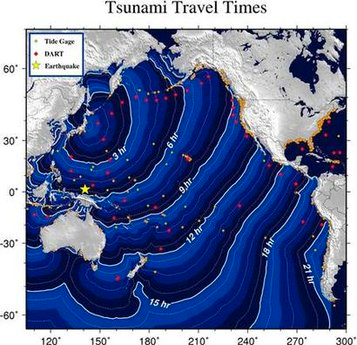 Tsunami Travel Times
Tide Gage
DART
Earthquake
60˚
30˚
0˚
-30˚
-60˚
3 hr
6 hr
9 hr
12 hr
15 hr
18 hr
21 hr
120˚ 150˚ 180˚ 210˚ 240˚ 270˚ 300˚